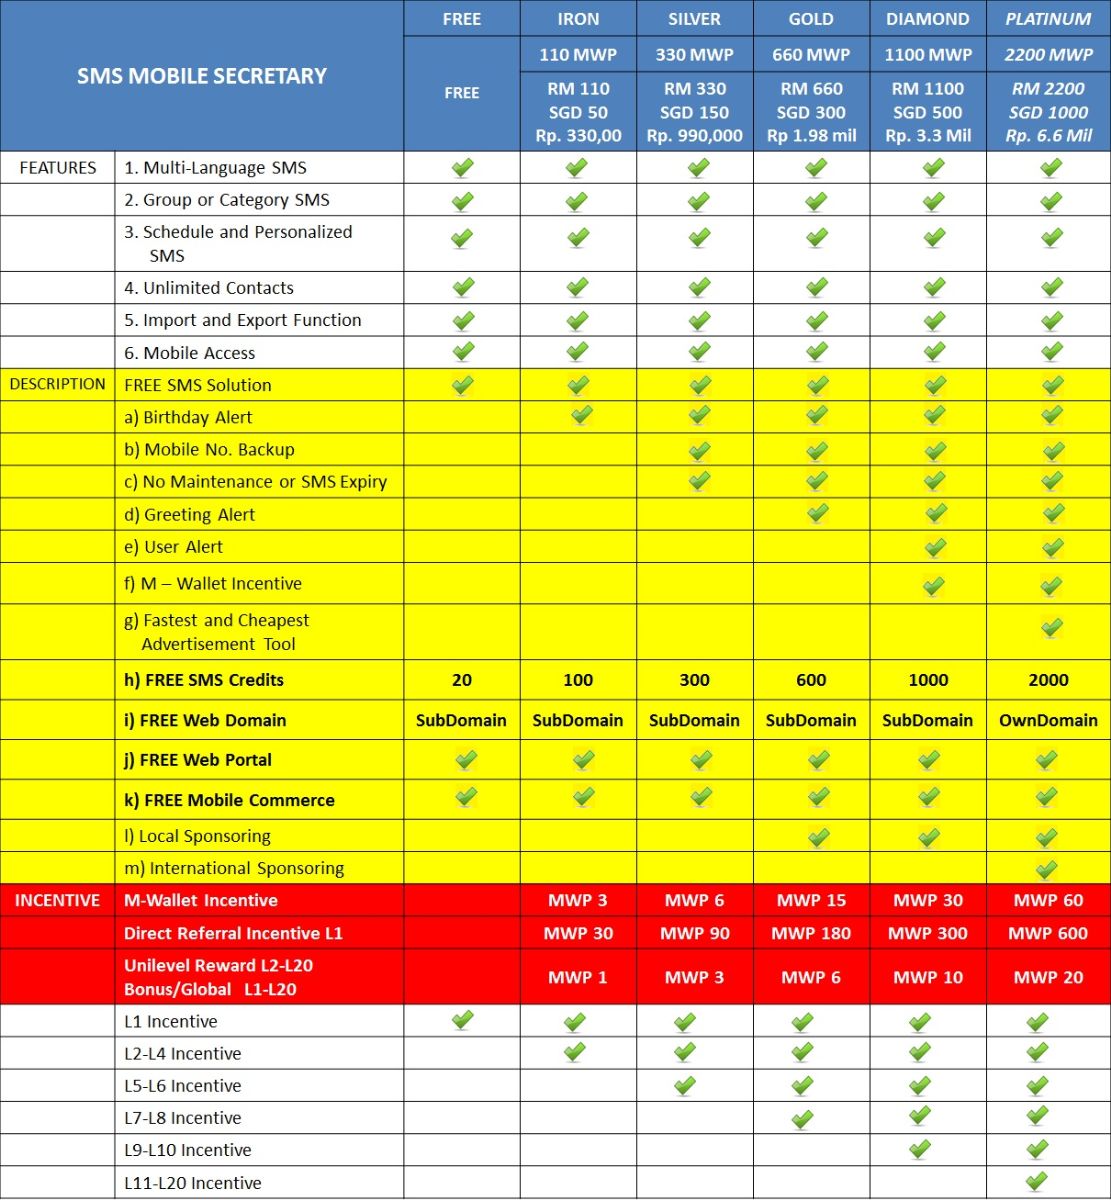 SMS MOBILE SECRETARY
FREE IRON SILVER GOLD DIAMOND PLATINUM
FREE 110 MWP 330 MWP 660 MWP 1100 MWP 2200 MWP
RM 110 RM 330 RM 660 RM 1100 RM 2200
SGD 50 SGD 150 SGD 300 SGD 500 SGD 1000
Rp. 330,00 Rp. 990,000 Rp 1.98 mil Rp. 3.3 Mil Rp. 6.6 Mil
FEATURES 1. Multi-Language SMS
2. Group or Category SMS
3. Schedule and Personalized
SMS
4. Unlimited Contacts
5. Import and Export Function
6. Mobile Access
DESCRIPTION FREE SMS Solution
a) Birthday Alert
b) Mobile No. Backup
c) No Maintenance or SMS Expiry
d) Greeting Alert
e) User Alert
f) M – Wallet Incentive
g) Fastest and Cheapest
Advertisement Tool
h) FREE SMS Credits 20 100 300 600 1000 2000
i) FREE Web Domain SubDomain SubDomain SubDomain SubDomain SubDomain OwnDomain
j) FREE Web Portal
k) FREE Mobile Commerce
l) Local Sponsoring
m) International Sponsoring
INCENTIVE M-Wallet Incentive MWP 3 MWP 6 MWP 15 MWP 30 MWP 60
Direct Referral Incentive L1 MWP 30 MWP 90 MWP 180 MWP 300 MWP 600
Unilevel Reward L2-L20
Bonus/Global L1-L20 MWP 1 MWP 3 MWP 6 MWP 10 MWP 20
L1 Incentive
L2-L4 Incentive
L5-L6 Incentive
L7-L8 Incentive
L9-L10 Incentive
L11-L20 Incentive